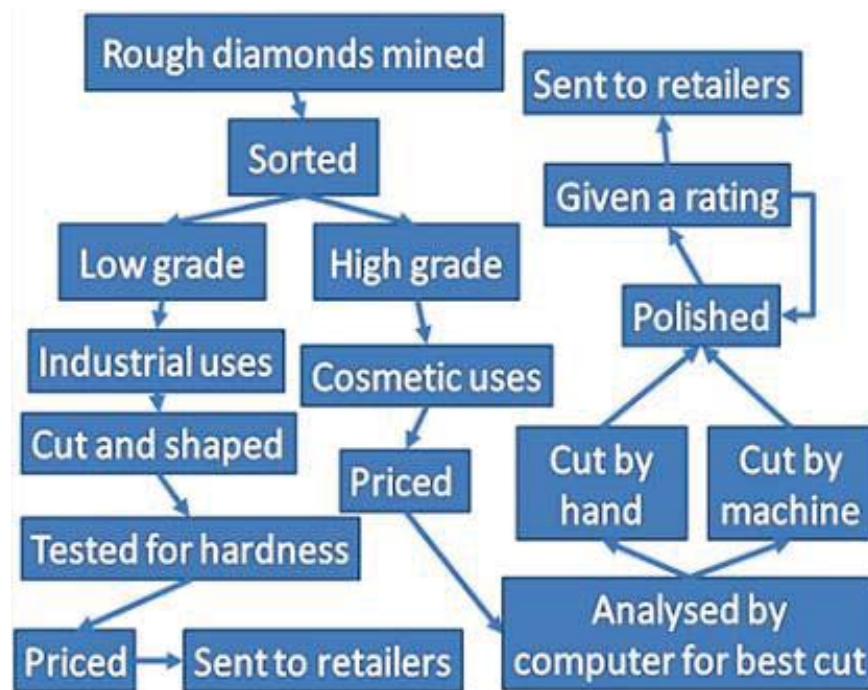 Rough diamonds mined
Sorted
Low grade
High grade
Industrial uses
Cosmetic uses
Cut and shaped
Priced
Tested for hardness
Priced
Sent to retailers
Analysed by
computer for best cut
Cut by
hand
Cut by
machine
Polished
Given a rating
Sent to retailers